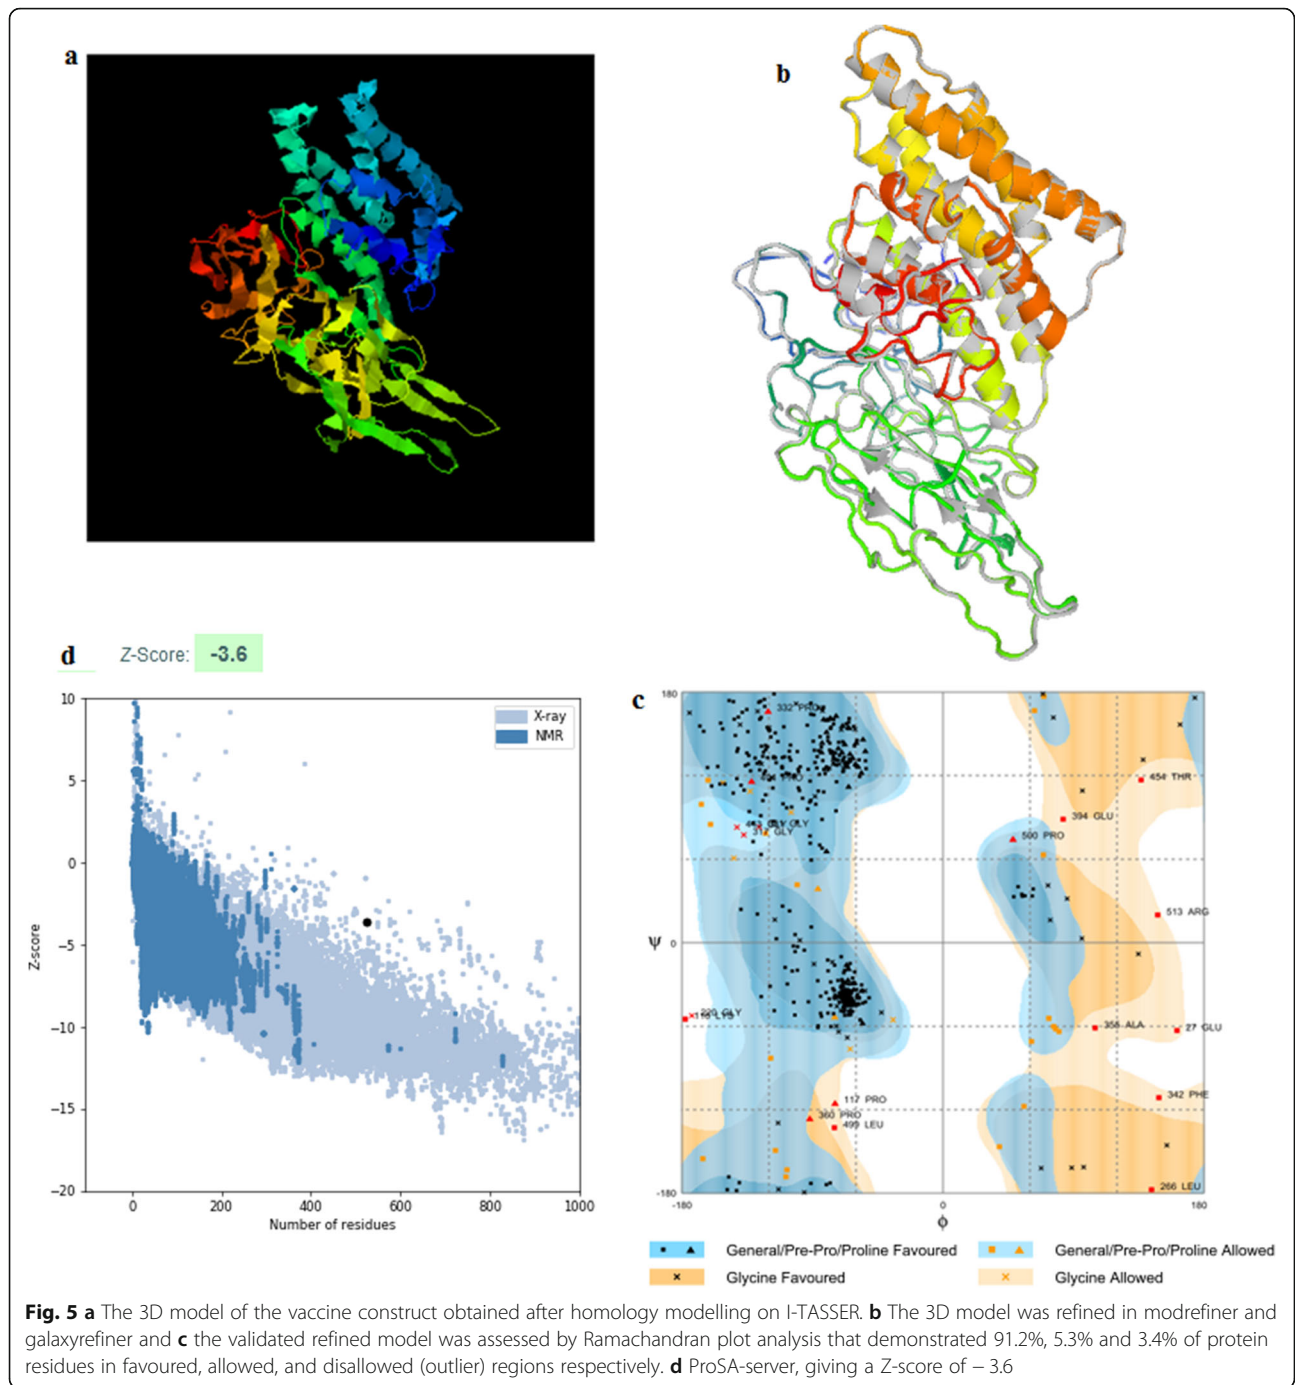 a
b
d
Z-Score: -3.6
10
5
0
−5
−10
−15
−20
Z-score
X-ray
NMR
0
200
400
600
800
1000
Number of residues
c
180
ψ 0
-180
332 PRO
PRO
GLY
317 GLY
454 THR
394 GLU
500 PRO
513 ARG
220 GLY
358 ALA
27 GLU
117 PRO
360 PRO
499 LEU
342 PHE
266 LEU
-180
0
180
ϕ
General/Pre-Pro/Proline Favoured
General/Pre-Pro/Proline Allowed
Glycine Favoured
Glycine Allowed
Fig. 5 a The 3D model of the vaccine construct obtained after homology modelling on I-TASSER. b The 3D model was refined in modrefiner and
galaxyrefiner and c the validated refined model was assessed by Ramachandran plot analysis that demonstrated 91.2%, 5.3% and 3.4% of protein
residues in favoured, allowed, and disallowed (outlier) regions respectively. d ProSA-server, giving a Z-score of − 3.6